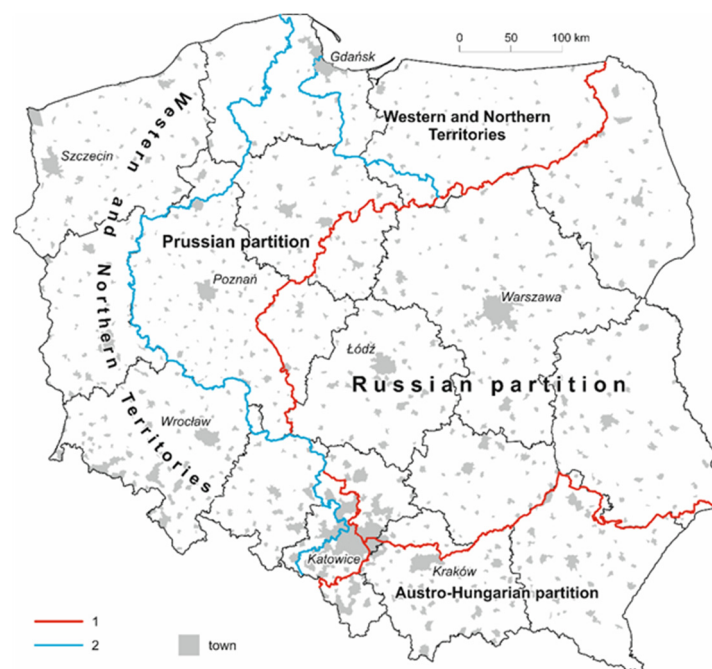 Gdańsk
0 50 100 km
Western and Northern
Territories
Szczecin
Western and Northern Territories
Prussian partition
Poznań
Warszawa
Łódź
Russian partition
Wrocław
Katowice
Kraków
Austro-Hungarian partition
1
2
town